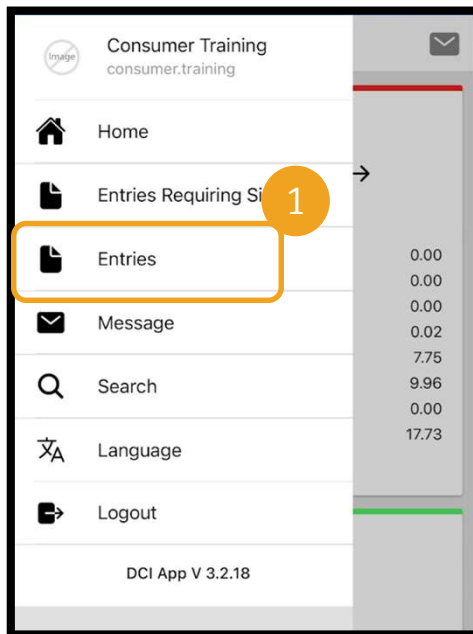 Image
Consumer Training
consumer.training
Home
Entries Requiring Si
1
Entries
Message
Search
Language
Logout
DCI App V 3.2.18
0.00
0.00
0.00
0.02
7.75
9.96
0.00
17.73